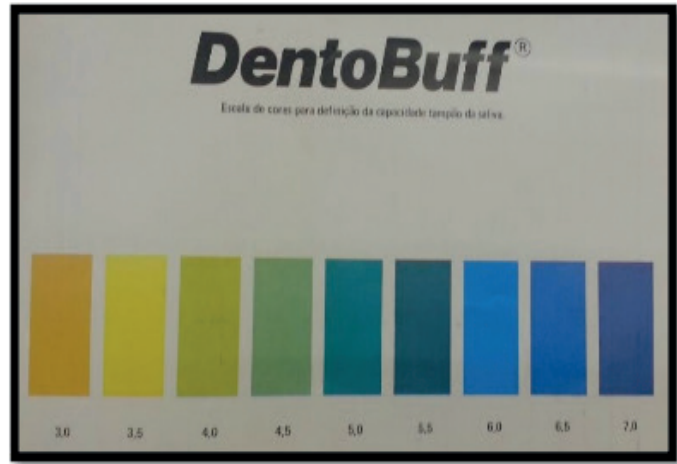 DentoBuff®
Escala de cores para definição da capacidade tampão da saliva.
3,0 3,5 4,0 4,5 5,0 5,5 6,0 6,5 7,0